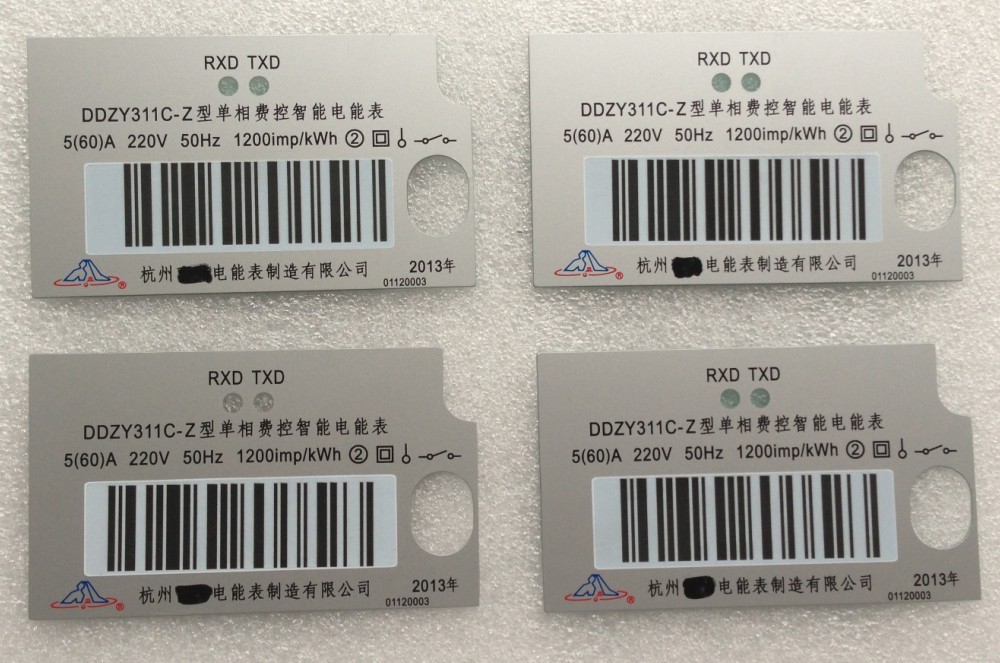 RXD TXD
DDZY311C-Z型单相费控智能电能表
5(60)A 220V 50Hz 1200imp/kWh ②
杭州 电能表制造有限公司 2013年
01120003
RXD TXD
DDZY311C-Z型单相费控智能电能表
5(60)A 220V 50Hz 1200imp/kWh ②
杭州 电能表制造有限公司 2013年
01120003
RXD TXD
DDZY311C-Z型单相费控智能电能表
5(60)A 220V 50Hz 1200imp/kWh ②
杭州 电能表制造有限公司 2013年
01120003
RXD TXD
DDZY311C-Z型单相费控智能电能表
5(60)A 220V 50Hz 1200imp/kWh ②
杭州 电能表制造有限公司 2013年
01120003